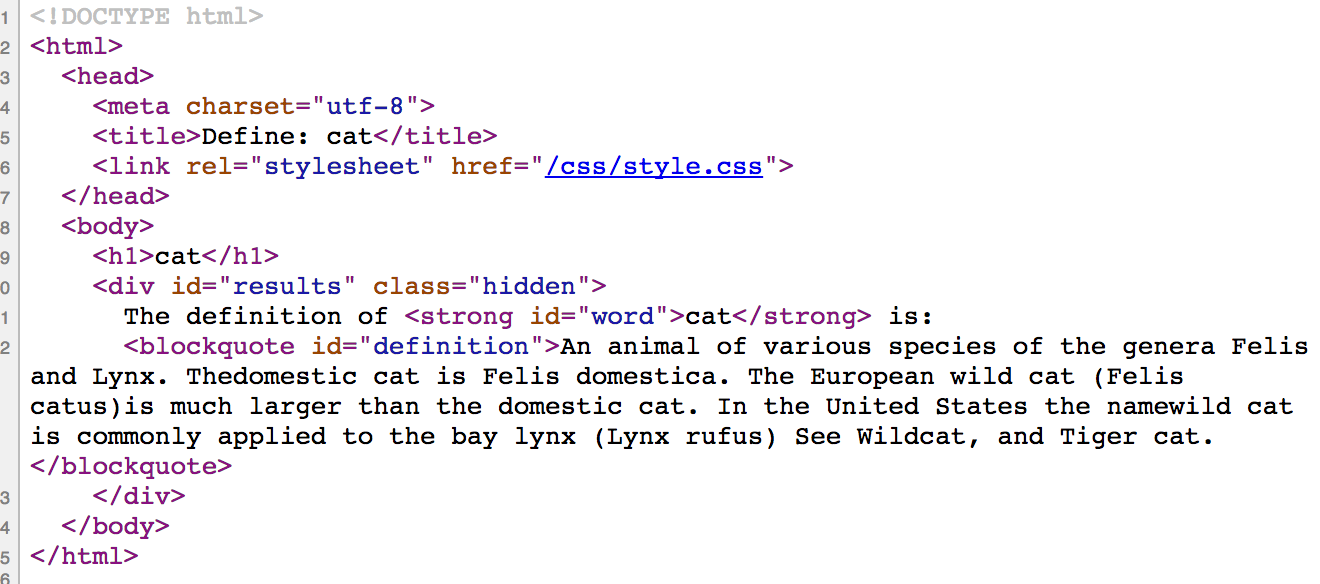 1 <!DOCTYPE html>
2 <html>
3 <head>
4 <meta charset="utf-8">
5 <title>Define: cat</title>
6 <link rel="stylesheet" href="/css/style.css">
7 </head>
8 <body>
9 <h1>cat</h1>
0 <div id="results" class="hidden">
1 The definition of <strong id="word">cat</strong> is:
2 <blockquote id="definition">An animal of various species of the genera Felis
and Lynx. Thedomestic cat is Felis domestica. The European wild cat (Felis
catus)is much larger than the domestic cat. In the United States the namewild cat
is commonly applied to the bay lynx (Lynx rufus) See Wildcat, and Tiger cat.
</blockquote>
3 </div>
4 </body>
5 </html>
6